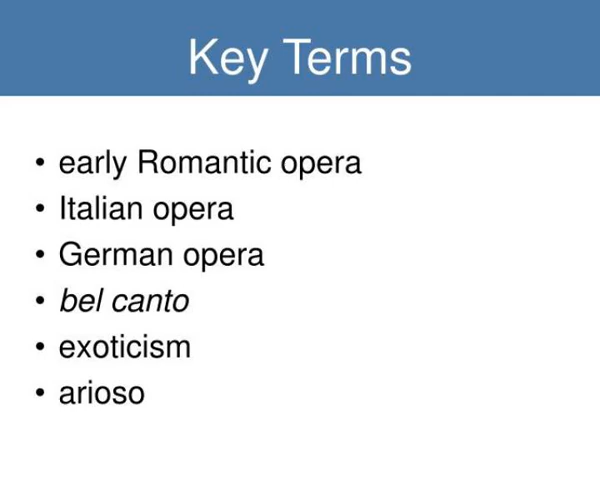 Key Terms
• early Romantic opera
• Italian opera
• German opera
• bel canto
• exoticism
• arioso